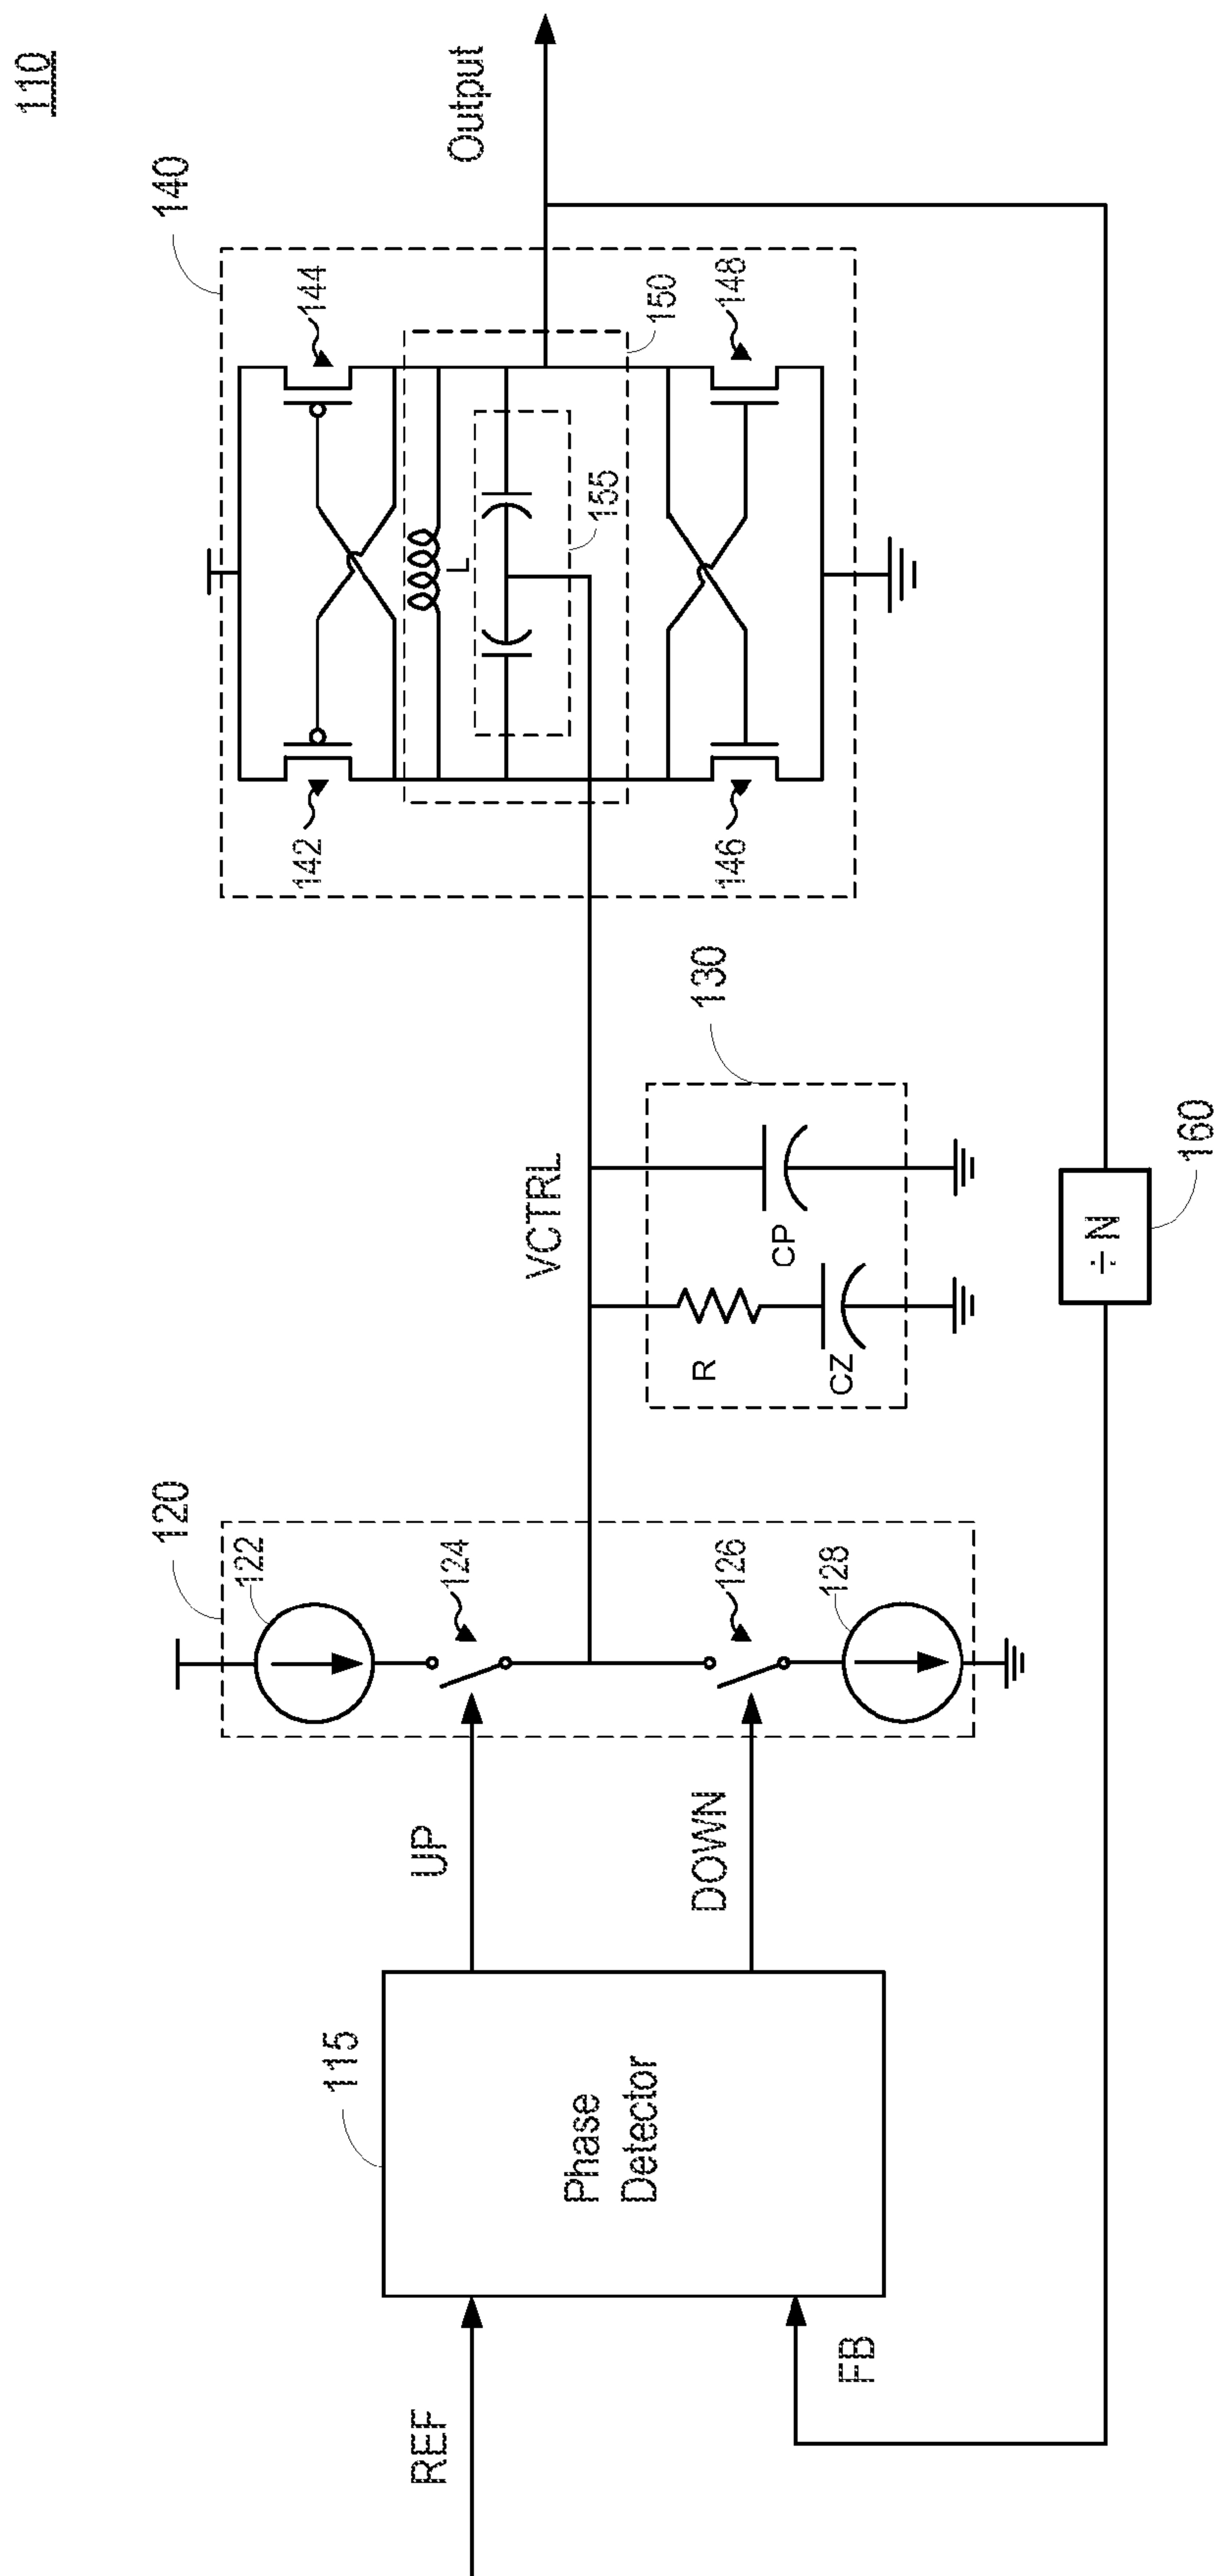 110
140
144
142
150
148
155
146
L
Output
120
122
124
126
128
VCTRL
130
R
CZ
CP
115
Phase
Detector
UP
DOWN
REF
FB
÷ N
160